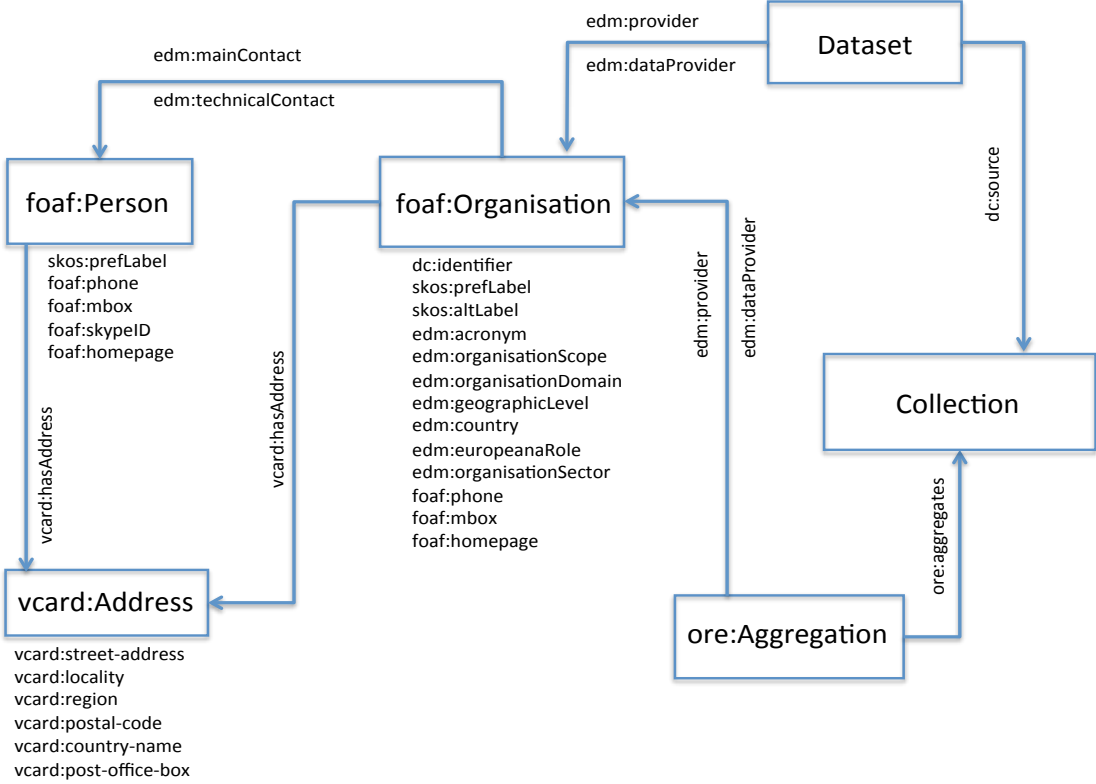 edm:provider
Dataset
edm:mainContact
edm:dataProvider
edm:technicalContact
foaf:Person
foaf:Organisation
dc:source
skos:prefLabel
foaf:phone
foaf:mbox
foaf:skypeID
foaf:homepage
dc:identifier
skos:prefLabel
skos:altLabel
edm:acronym
edm:organisationScope
edm:organisationDomain
edm:geographicLevel
edm:country
edm:europeanaRole
edm:organisationSector
foaf:phone
foaf:mbox
foaf:homepage
edm:provider
edm:dataProvider
vcard:hasAddress
vcard:hasAddress
Collection
ore:aggregates
vcard:Address
ore:Aggregation
vcard:street-address
vcard:locality
vcard:region
vcard:postal-code
vcard:country-name
vcard:post-office-box